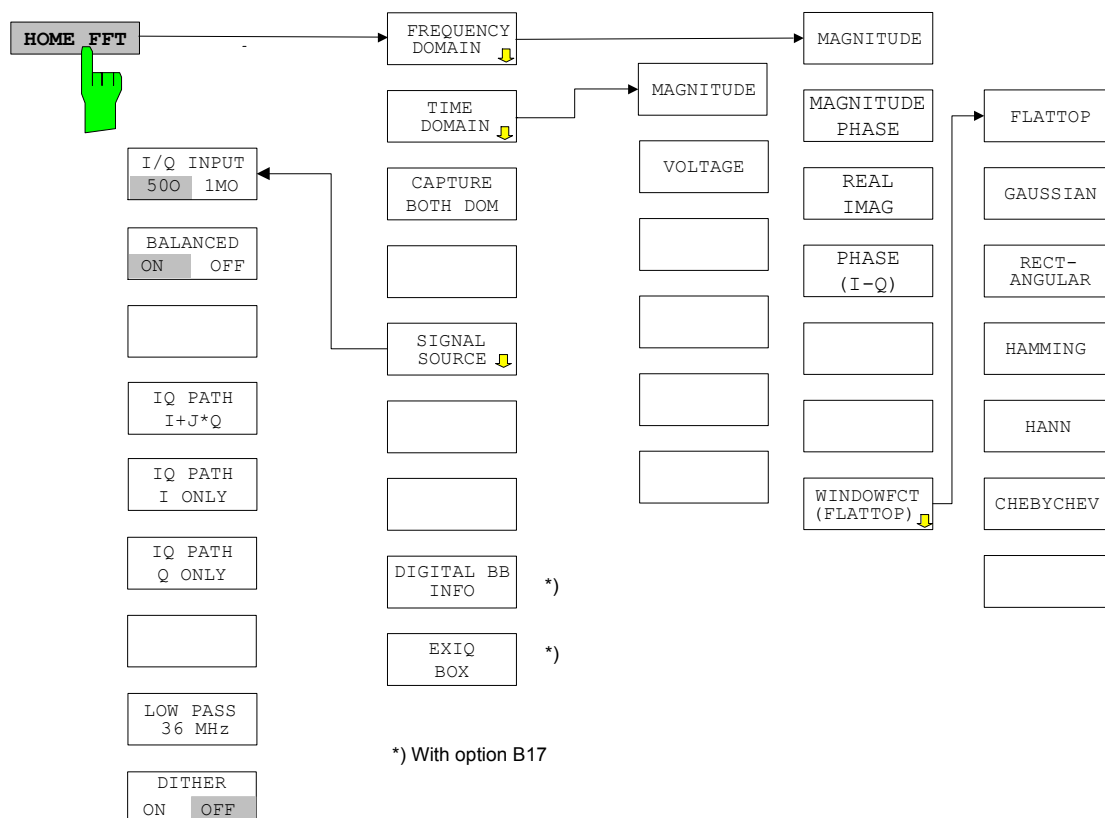 HOME FFT
-
FREQUENCY
DOMAIN
TIME
DOMAIN
CAPTURE
BOTH DOM
SIGNAL
SOURCE
DIGITAL BB
INFO
*)
EXIQ
BOX
*)
*) With option B17
I/Q INPUT
50O 1MO
BALANCED
ON OFF
IQ PATH
I+J*Q
IQ PATH
I ONLY
IQ PATH
Q ONLY
LOW PASS
36 MHz
DITHER
ON OFF
MAGNITUDE
VOLTAGE
MAGNITUDE
MAGNITUDE
PHASE
REAL
IMAG
PHASE
(I-Q)
WINDOWFCT
(FLATTOP)
FLATTOP
GAUSSIAN
RECT-
ANGULAR
HAMMING
HANN
CHEBYCHEV